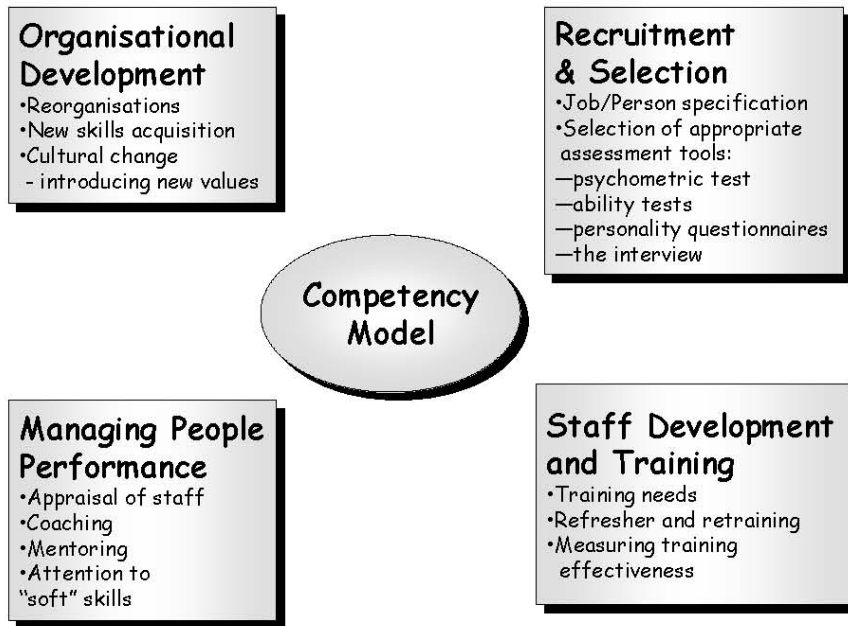 Organisational
Development
•Reorganisations
•New skills acquisition
•Cultural change
- introducing new values
Recruitment
& Selection
•Job/Person specification
•Selection of appropriate
assessment tools:
—psychometric test
—ability tests
—personality questionnaires
—the interview
Competency
Model
Managing People
Performance
•Appraisal of staff
•Coaching
•Mentoring
•Attention to
"soft" skills
Staff Development
and Training
•Training needs
•Refresher and retraining
•Measuring training
effectiveness